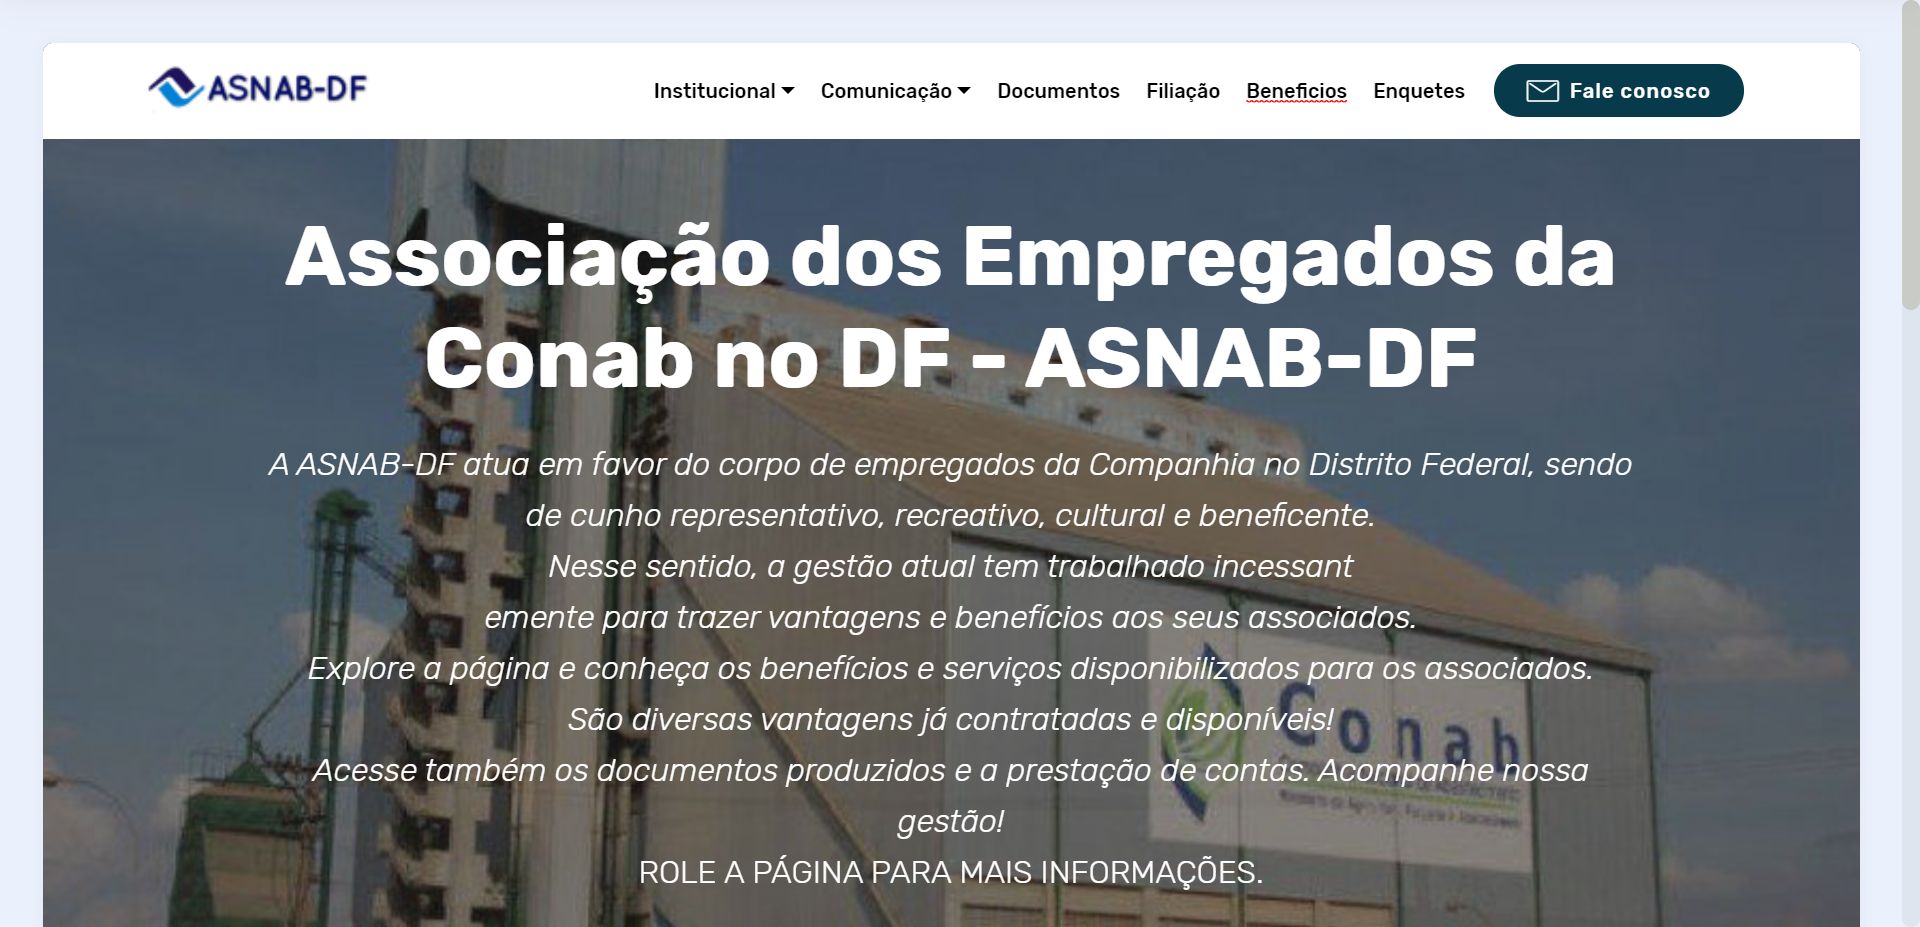 ASNAB-DF
Institucional Comunicação Documentos Filiação Beneficios Enquetes Fale conosco
Associação dos Empregados da
Conab no DF - ASNAB-DF
A ASNAB-DF atua em favor do corpo de empregados da Companhia no Distrito Federal, sendo
de cunho representativo, recreativo, cultural e beneficente.
Nesse sentido, a gestão atual tem trabalhado incessant
emente para trazer vantagens e benefícios aos seus associados.
Explore a página e conheça os benefícios e serviços disponibilizados para os associados.
São diversas vantagens já contratadas e disponíveis!
Conab
Acesse também os documentos produzidos e a prestação de contas. Acompanhe nossa
gestão!
ROLE A PÁGINA PARA MAIS INFORMAÇÕES.